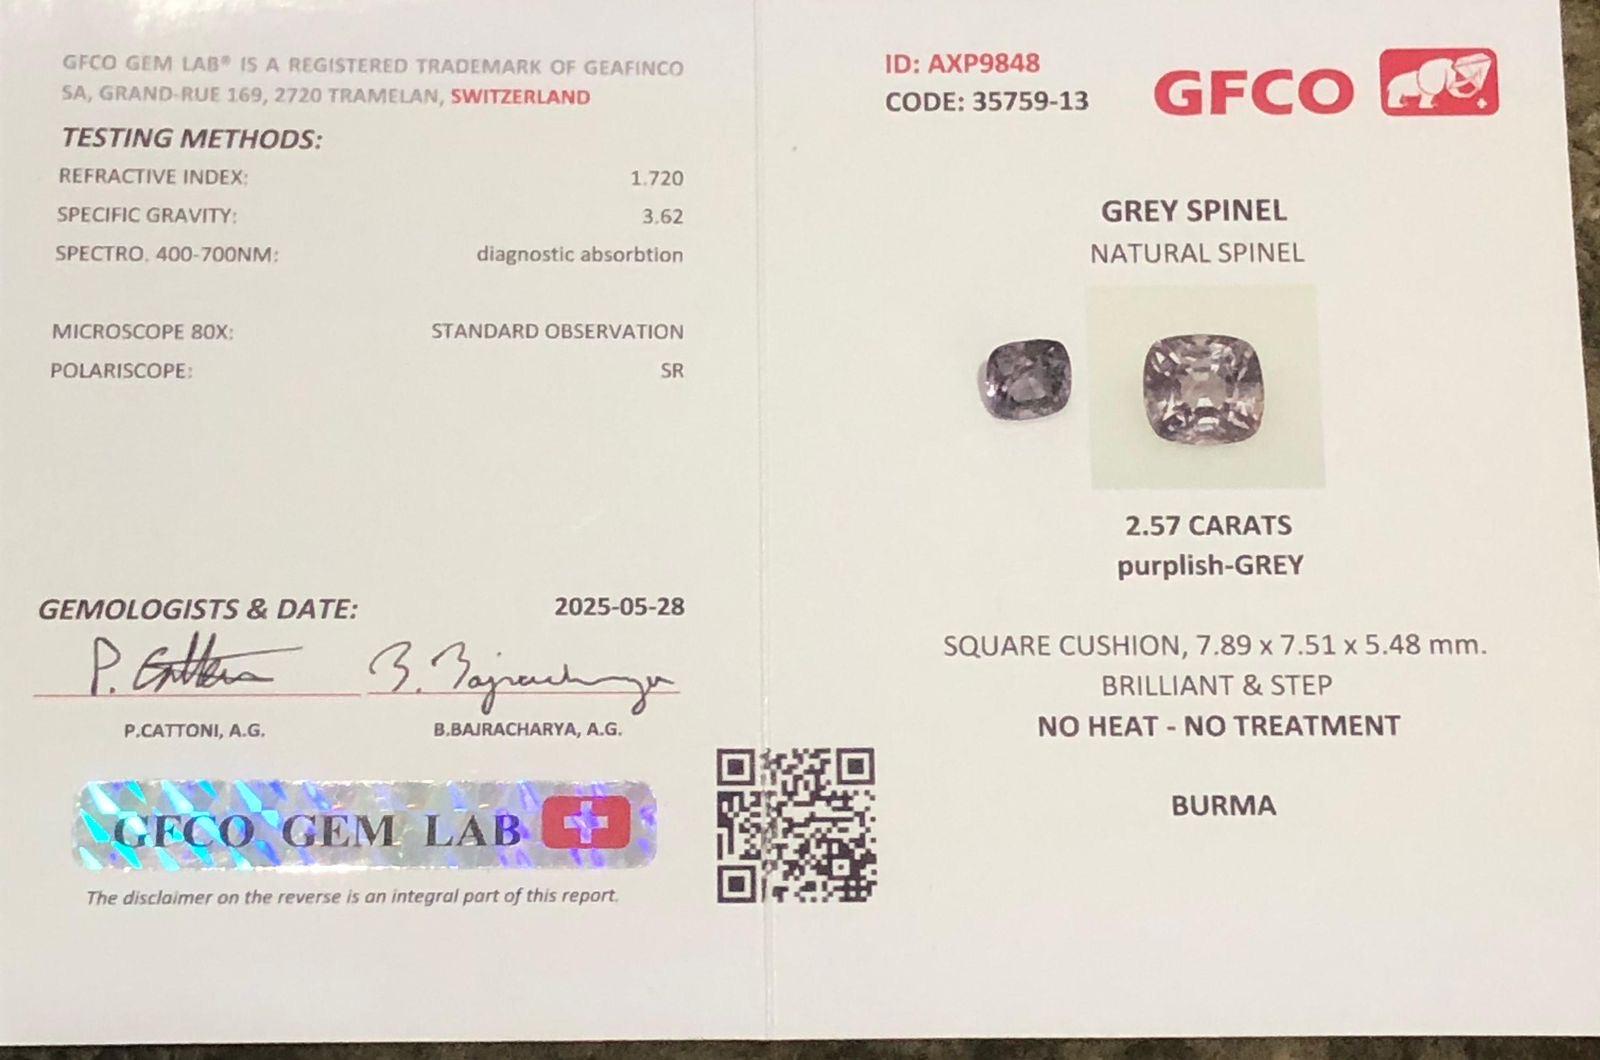 GFCO GEM LAB® IS A REGISTERED TRADEMARK OF GEAFINCO
SA, GRAND-RUE 169, 2720 TRAMELAN, SWITZERLAND
TESTING METHODS:
REFRACTIVE INDEX: 1.720
SPECIFIC GRAVITY: 3.62
SPECTRO. 400-700NM: diagnostic absorbtion
MICROSCOPE 80X: STANDARD OBSERVATION
POLARISCOPE: SR
GEMOLOGISTS & DATE: 2025-05-28
P. Cattoni B. Bajracharya
P.CATTONI, A.G. B.BAJRACHARYA, A.G.
GFCO GEM LAB
The disclaimer on the reverse is an integral part of this report.
ID: AXP9848
CODE: 35759-13
GFCO
GREY SPINEL
NATURAL SPINEL
2.57 CARATS
purplish-GREY
SQUARE CUSHION, 7.89 x 7.51 x 5.48 mm.
BRILLIANT & STEP
NO HEAT - NO TREATMENT
BURMA